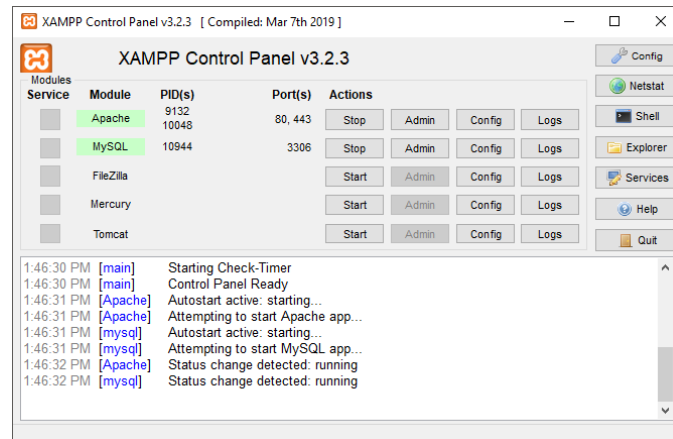 XAMPP Control Panel v3.2.3 [ Compiled: Mar 7th 2019 ]
XAMPP Control Panel v3.2.3
Config
Modules
Service Module PID(s) Port(s) Actions
Netstat
Apache 9132 10048 80, 443 Stop Admin Config Logs
Shell
MySQL 10944 3306 Stop Admin Config Logs
Explorer
FileZilla Start Admin Config Logs
Services
Mercury Start Admin Config Logs
Help
Tomcat Start Admin Config Logs
Quit
1:46:30 PM [main] Starting Check-Timer
1:46:30 PM [main] Control Panel Ready
1:46:31 PM [Apache] Autostart active: starting...
1:46:31 PM [Apache] Attempting to start Apache app...
1:46:31 PM [mysql] Autostart active: starting...
1:46:31 PM [mysql] Attempting to start MySQL app...
1:46:32 PM [Apache] Status change detected: running
1:46:32 PM [mysql] Status change detected: running